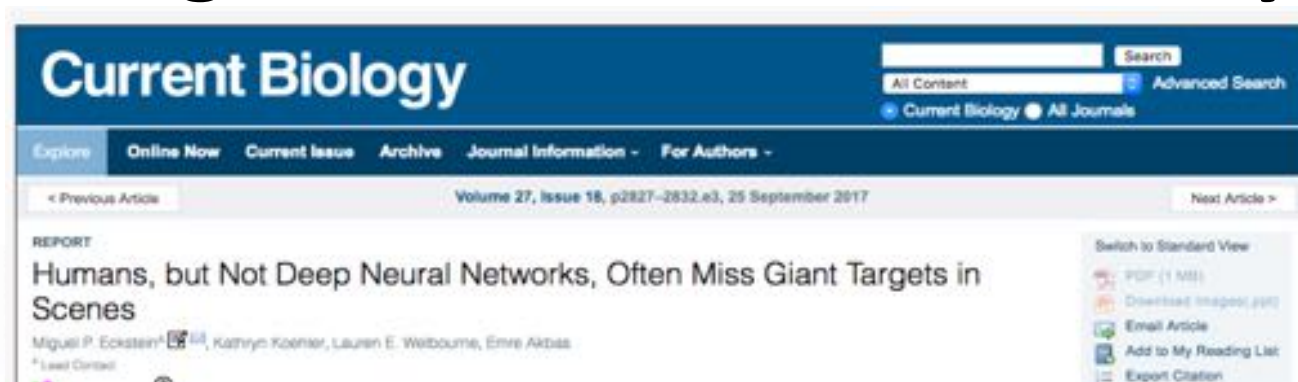 Current Biology
Search
All Content
Advanced Search
Current Biology All Journals
Explore Online Now Current Issue Archive Journal Information - For Authors -
< Previous Article
Volume 27, Issue 18, p2827–2832.e3, 25 September 2017
Next Article >
REPORT
Humans, but Not Deep Neural Networks, Often Miss Giant Targets in
Scenes
Miguel P. Eckstein, Kathryn Koehler, Lauren E. Welbourne, Emre Akbas
Lead Contact
Switch to Standard View
PDF (1 MB)
Download Images(.ppt)
Email Article
Add to My Reading List
Export Citation